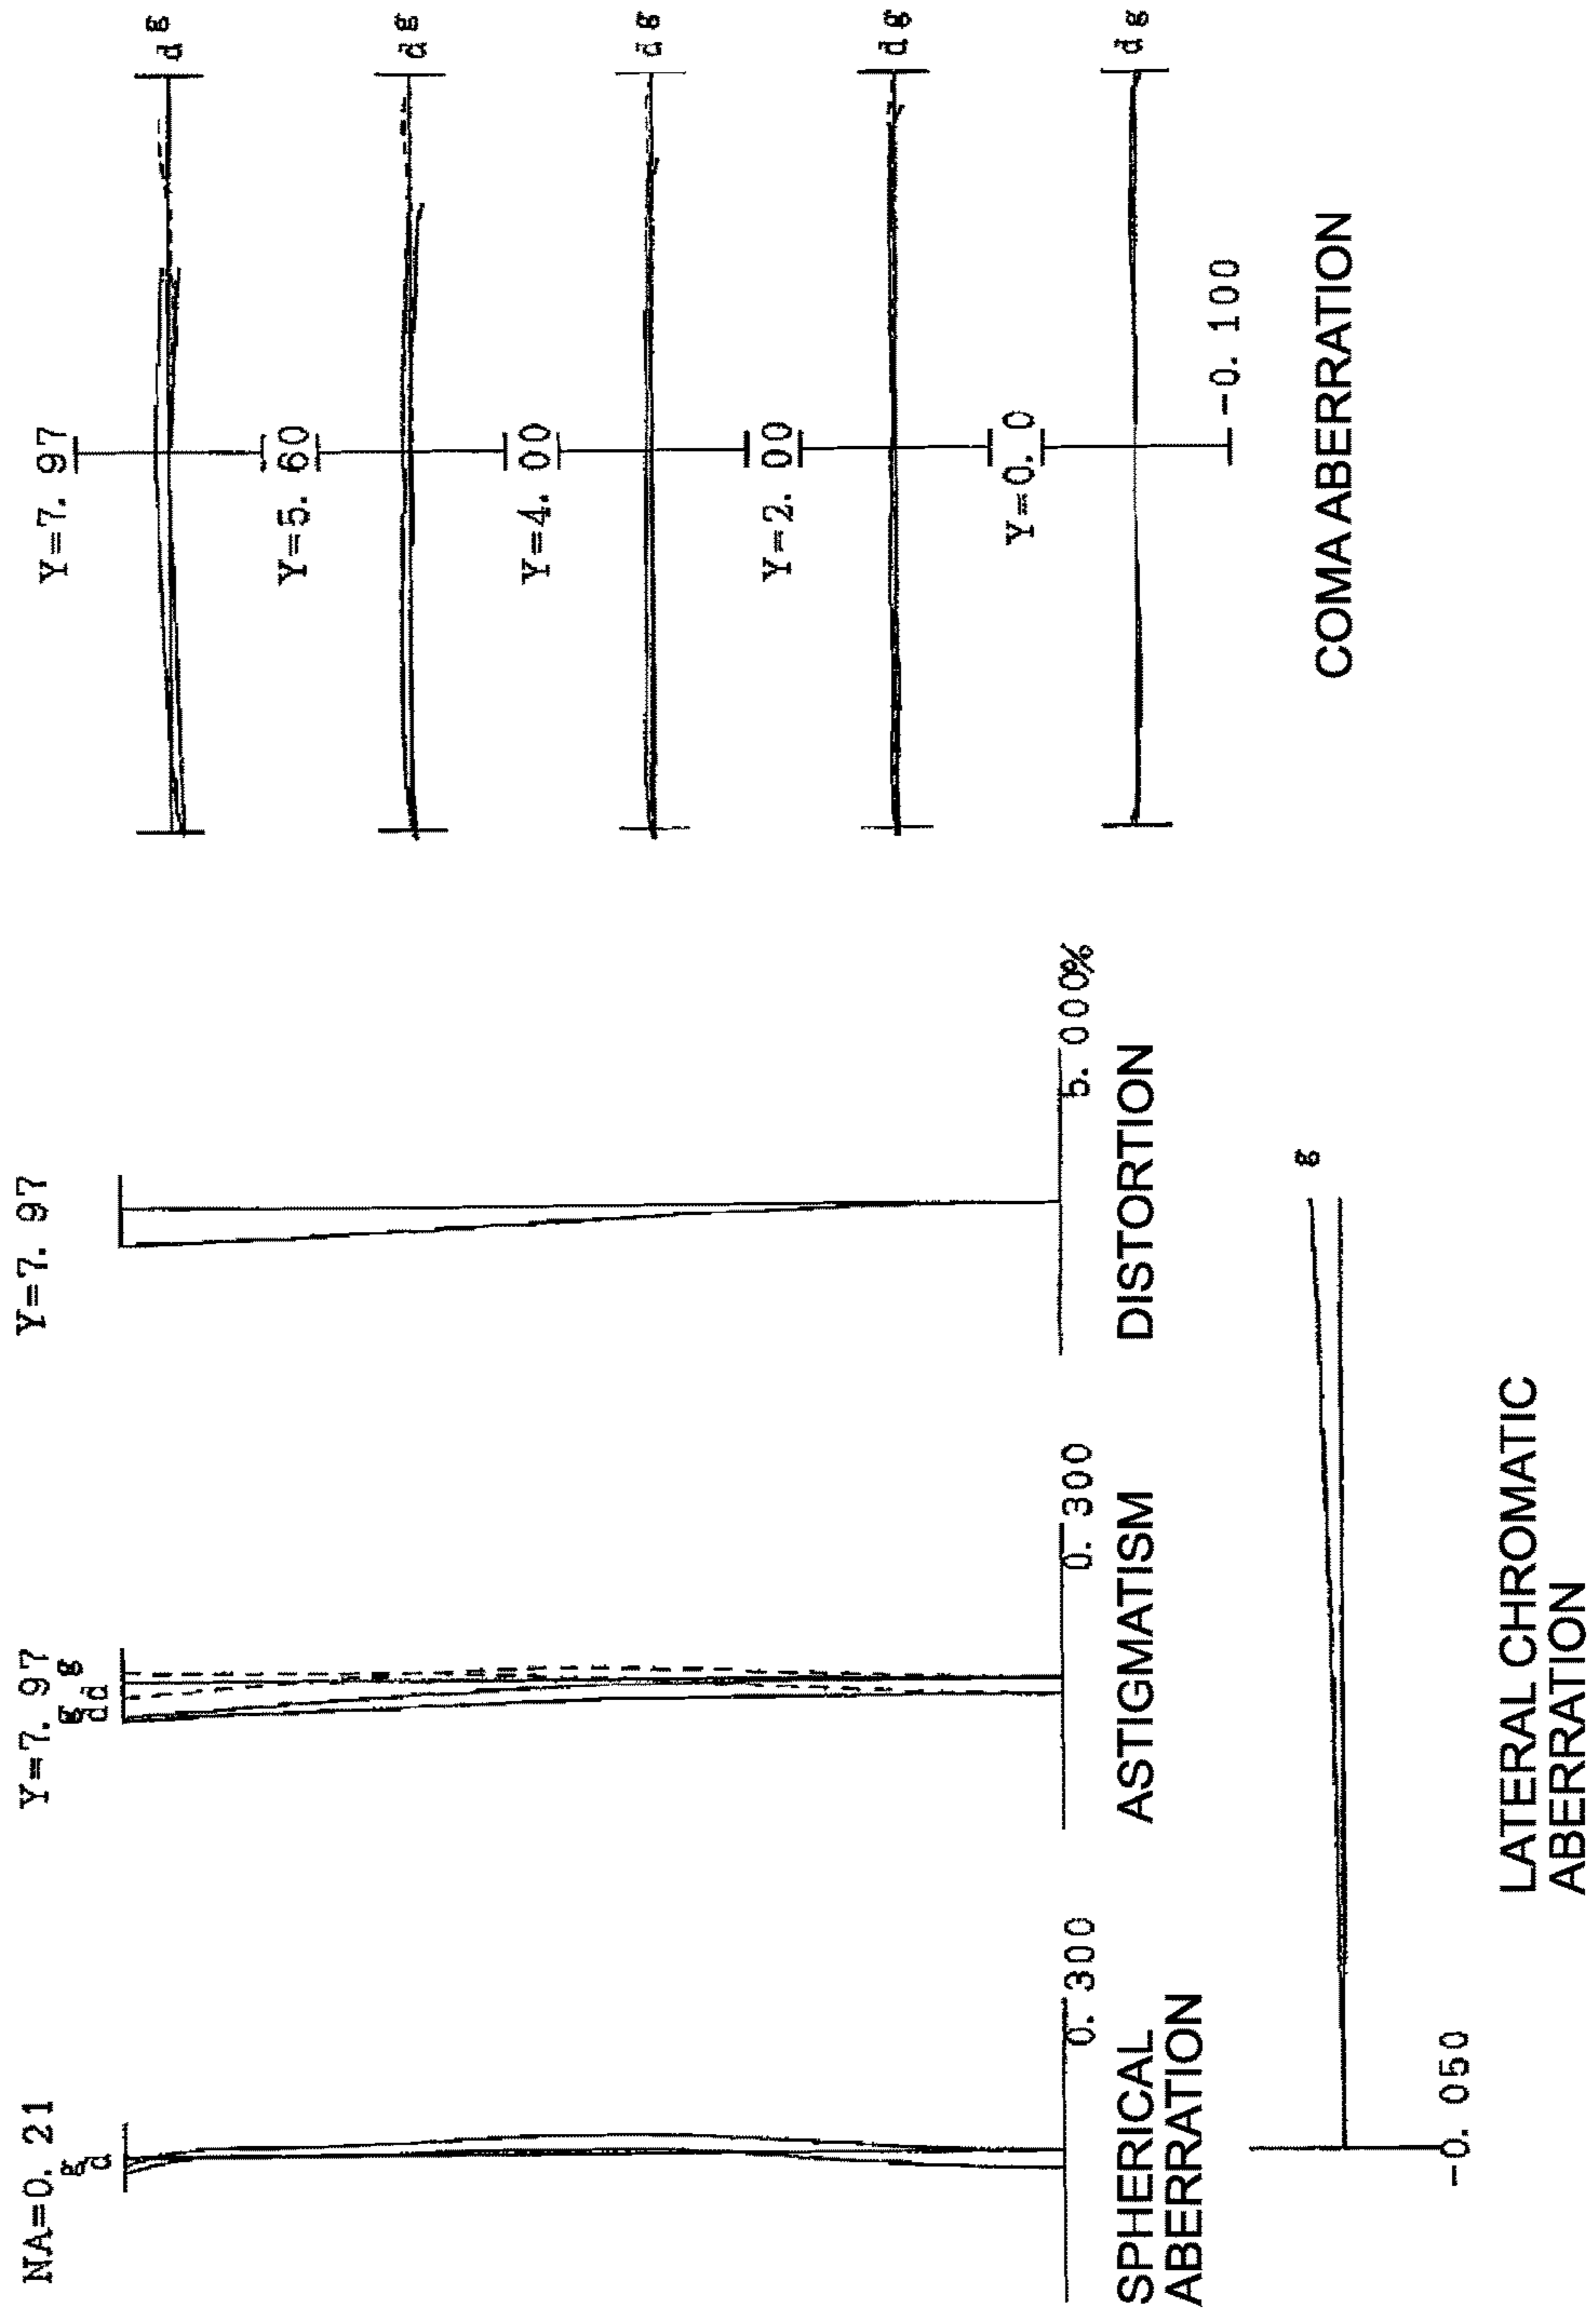 NA=0. 21
g
d
0. 300
SPHERICAL
ABERRATION
Y=7. 97
g g
d d
0. 300
ASTIGMATISM
Y=7. 97
5. 000%
DISTORTION
Y=7. 97
d g
Y=5. 60
d g
Y=4. 00
d g
Y=2. 00
d g
Y=0. 0
d g
-0. 100
COMA ABERRATION
g
-0. 050
LATERAL CHROMATIC
ABERRATION